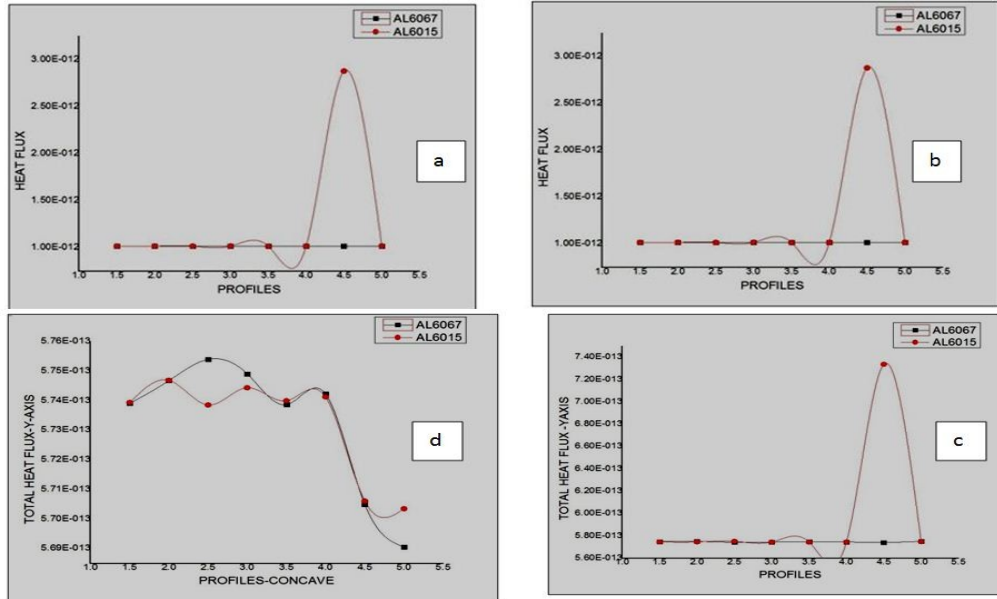 AL6067
AL6015
3.00E-012
2.50E-012
2.00E-012
1.50E-012
1.00E-012
HEAT FLUX
a
1.0 1.5 2.0 2.5 3.0 3.5 4.0 4.5 5.0 5.5
PROFILES
AL6067
AL6015
3.00E-012
2.50E-012
2.00E-012
1.50E-012
1.00E-012
HEAT FLUX
b
1.0 1.5 2.0 2.5 3.0 3.5 4.0 4.5 5.0 5.5
PROFILES
AL6067
AL6015
5.76E-013
5.75E-013
5.74E-013
5.73E-013
5.72E-013
5.71E-013
5.70E-013
5.69E-013
TOTAL HEAT FLUX-Y-AXIS
d
1.0 1.5 2.0 2.5 3.0 3.5 4.0 4.5 5.0 5.5
PROFILES-CONCAVE
AL6067
AL6015
7.40E-013
7.20E-013
7.00E-013
6.80E-013
6.60E-013
6.40E-013
6.20E-013
6.00E-013
5.80E-013
5.60E-013
TOTAL HEAT FLUX -YAXIS
c
1.0 1.5 2.0 2.5 3.0 3.5 4.0 4.5 5.0 5.5
PROFILES